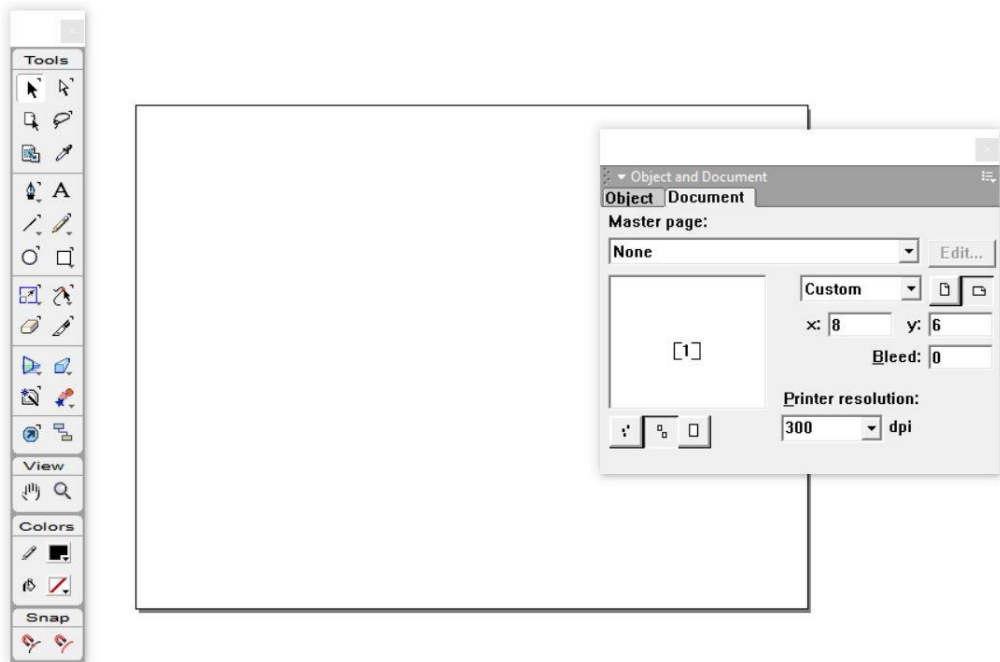 Tools
A
View
Colors
Snap
Object and Document
Object Document
Master page:
None Edit...
Custom
x: 8 y: 6
[1]
Bleed: 0
Printer resolution:
300 dpi